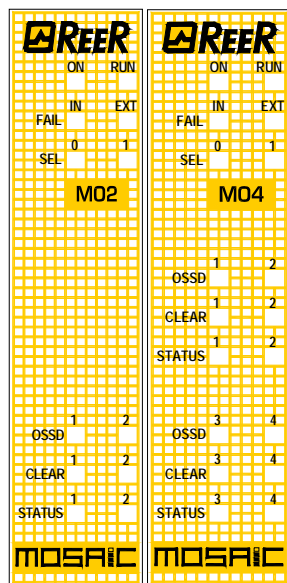 REER
ON RUN
IN EXT
FAIL
0 1
SEL
MO2
1 2
OSSD
1 2
CLEAR
1 2
STATUS
MOSAIC
REER
ON RUN
IN EXT
FAIL
0 1
SEL
MO4
1 2
OSSD
1 2
CLEAR
1 2
STATUS
3 4
OSSD
3 4
CLEAR
3 4
STATUS
MOSAIC